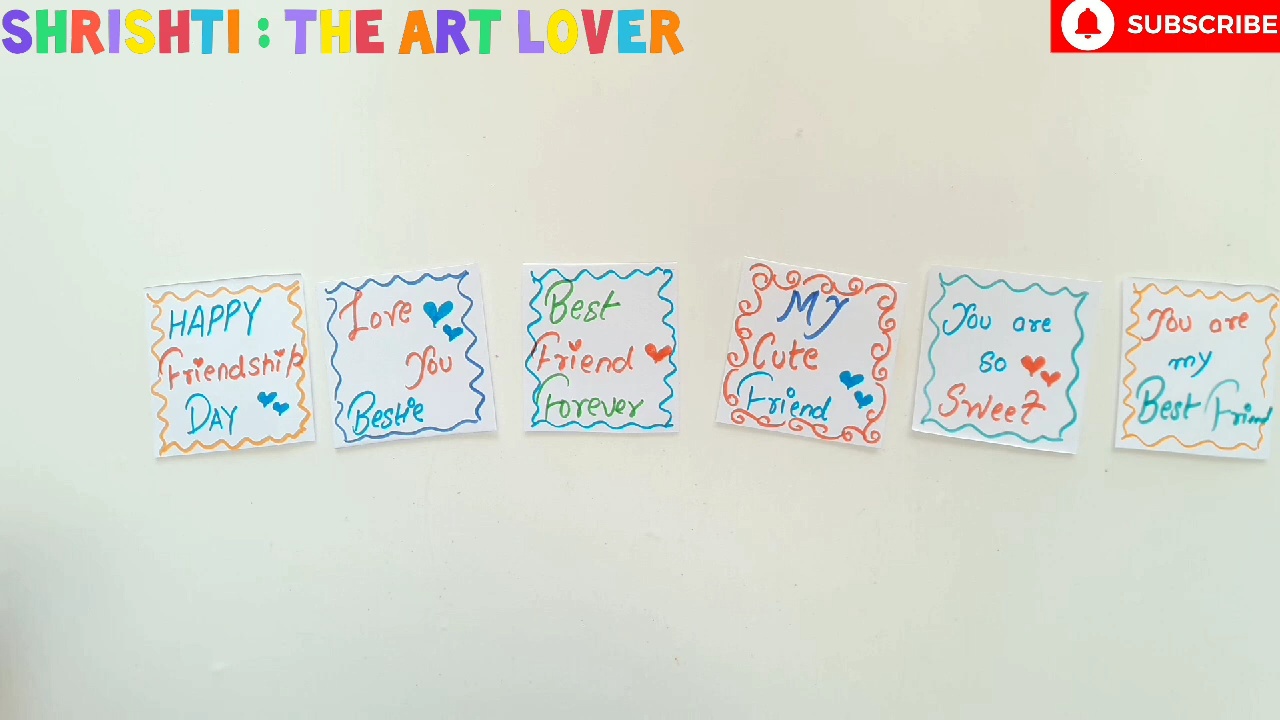 SHRISHTI : THE ART LOVER
SUBSCRIBE
HAPPY
Friendship
DAY
Love
You
Bestie
Best
Friend
Forever
My
Cute
Friend
You are
so
Sweet
You are
my
Best Friend